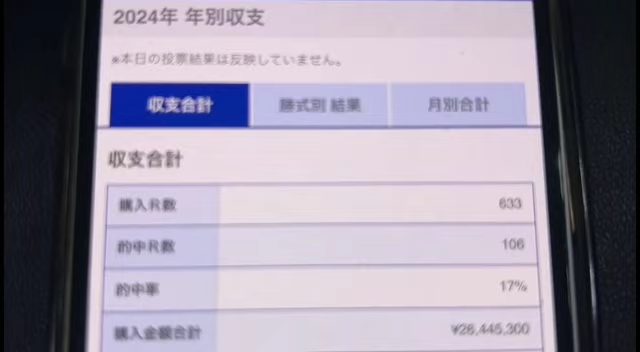 2024年 年別収支
※本日の投票結果は反映していません。
収支合計 勝式別 結果 月別合計
収支合計
購入R数 633
的中R数 106
的中率 17%
購入金額合計 ¥26,445,300